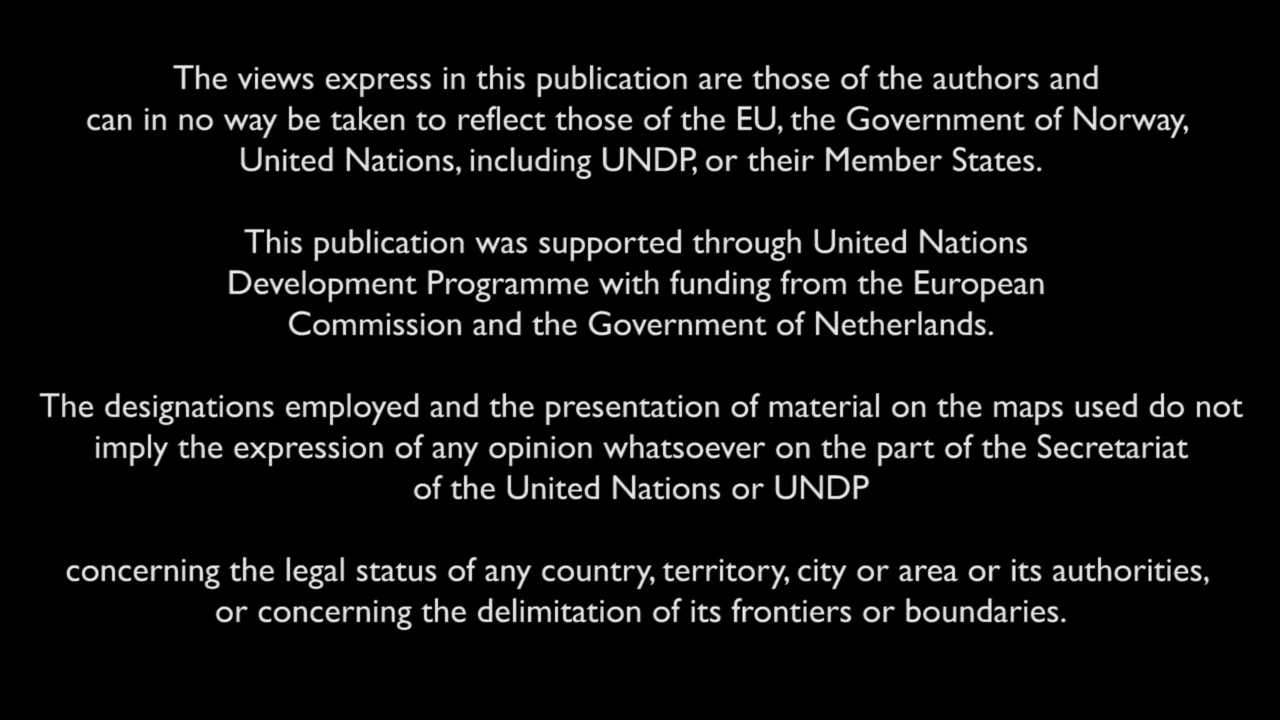 The views express in this publication are those of the authors and
can in no way be taken to reflect those of the EU, the Government of Norway,
United Nations, including UNDP, or their Member States.
This publication was supported through United Nations
Development Programme with funding from the European
Commission and the Government of Netherlands.
The designations employed and the presentation of material on the maps used do not
imply the expression of any opinion whatsoever on the part of the Secretariat
of the United Nations or UNDP
concerning the legal status of any country, territory, city or area or its authorities,
or concerning the delimitation of its frontiers or boundaries.